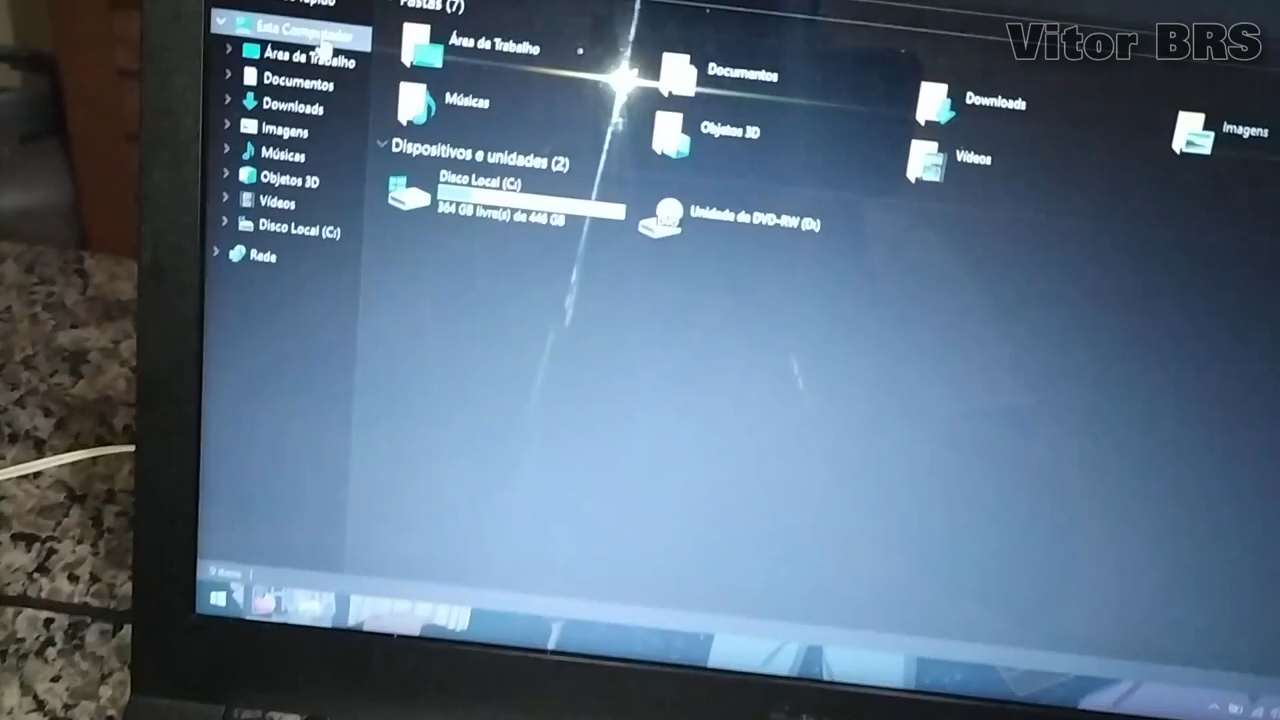 Vitor BRS
Pastas (7)
Este Computador
Área de Trabalho
Documentos
Downloads
Imagens
Músicas
Objetos 3D
Vídeos
Disco Local (C:)
Rede
Área de Trabalho
Documentos
Downloads
Imagens
Músicas
Objetos 3D
Vídeos
Dispositivos e unidades (2)
Disco Local (C:)
364 GB livre(s) de 446 GB
Unidade de DVD-RW (D:)